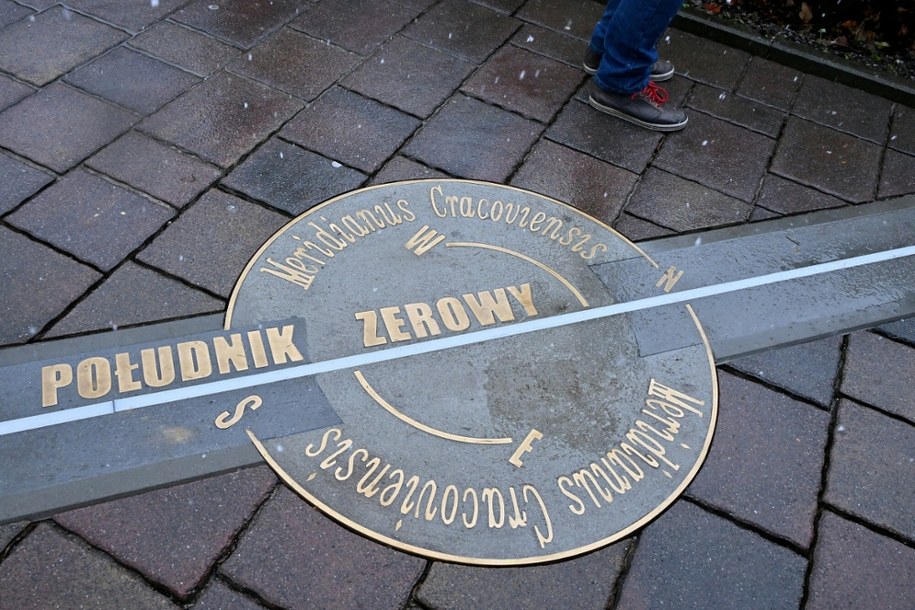 Meridianus Cracoviensis
W
N
POŁUDNIK ZEROWY
S
E
Meridianus Cracoviensis